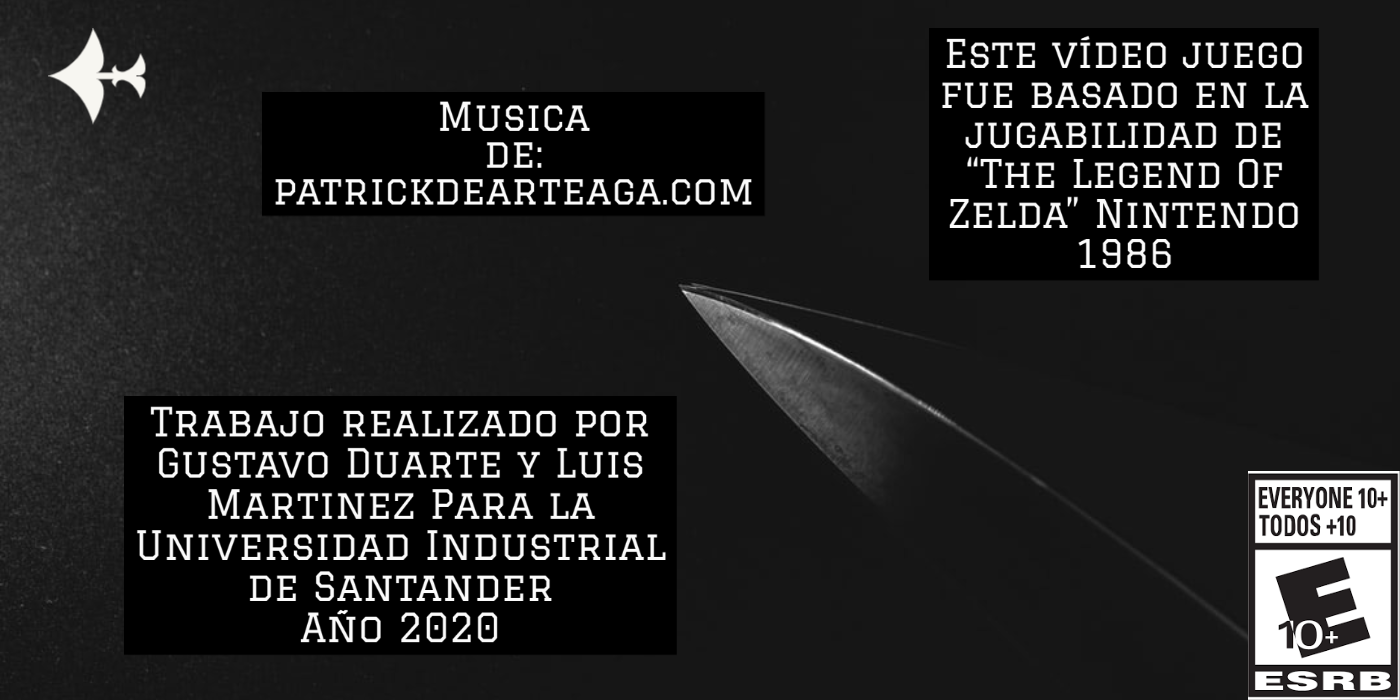 Musica
de:
patrickdearteaga.com
Este vídeo juego
fue basado en la
jugabilidad de
“The Legend Of
Zelda” Nintendo
1986
Trabajo realizado por
Gustavo Duarte y Luis
Martinez Para la
Universidad Industrial
de Santander
Año 2020
EVERYONE 10+
TODOS +10
E
10+
ESRB